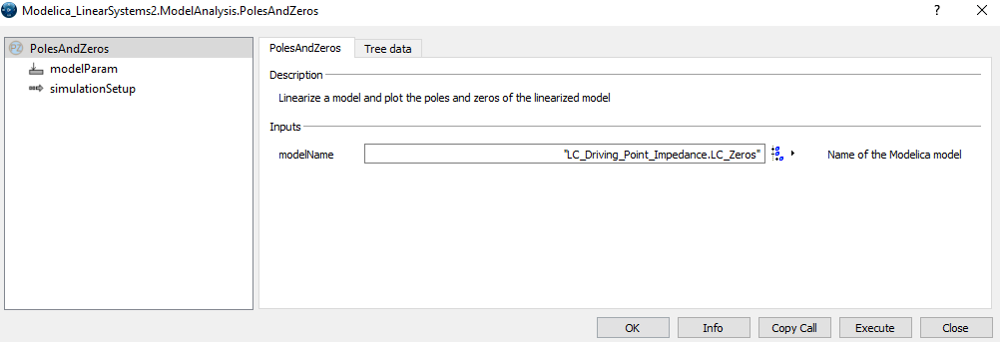 Modelica_LinearSystems2.ModelAnalysis.PolesAndZeros
? ×
PZ PolesAndZeros
modelParam
simulationSetup
PolesAndZeros Tree data
Description
Linearize a model and plot the poles and zeros of the linearized model
Inputs
modelName "LC_Driving_Point_Impedance.LC_Zeros" Name of the Modelica model
OK Info Copy Call Execute Close